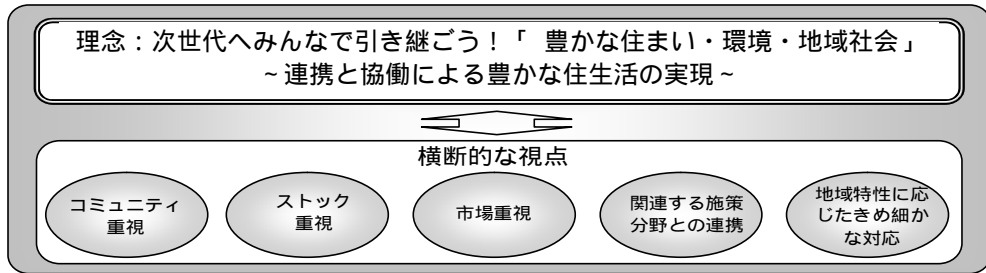 理念：次世代へみんなで引き継ごう！「 豊かな住まい・環境・地域社会」
~連携と協働による豊かな住生活の実現~
横断的な視点
コミュニティ
重視
ストック
重視
市場重視
関連する施策
分野との連携
地域特性に応
じたきめ細か
な対応